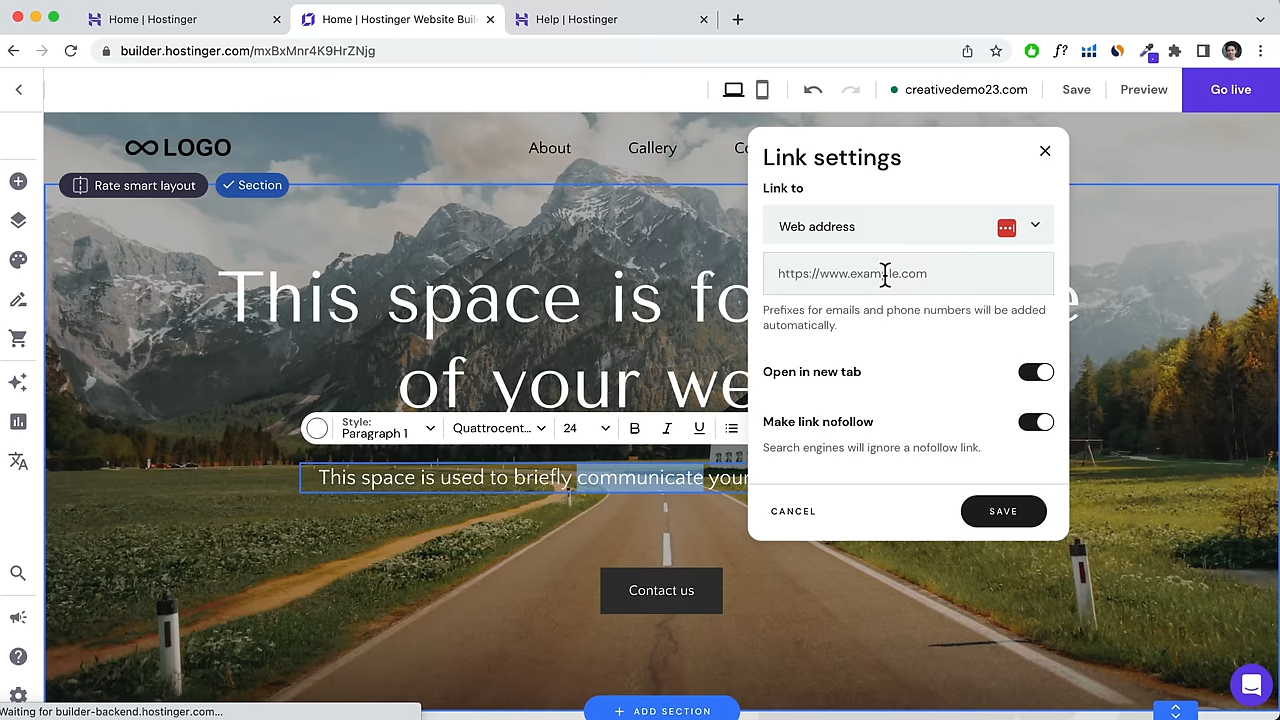 Home | Hostinger
Home | Hostinger Website Buil
Help | Hostinger
builder.hostinger.com/mxBxMnr4K9HrZNjg
creativedemo23.com
Save
Preview
Go live
LOGO
About
Gallery
Rate smart layout
Section
This space is fo
of your we
Style:
Paragraph 1
Quattrocent...
24
B
I
U
This space is used to briefly communicate your
Contact us
ADD SECTION
Link settings
Link to
Web address
https://www.example.com
Prefixes for emails and phone numbers will be added
automatically.
Open in new tab
Make link nofollow
Search engines will ignore a nofollow link.
CANCEL
SAVE
Waiting for builder-backend.hostinger.com...